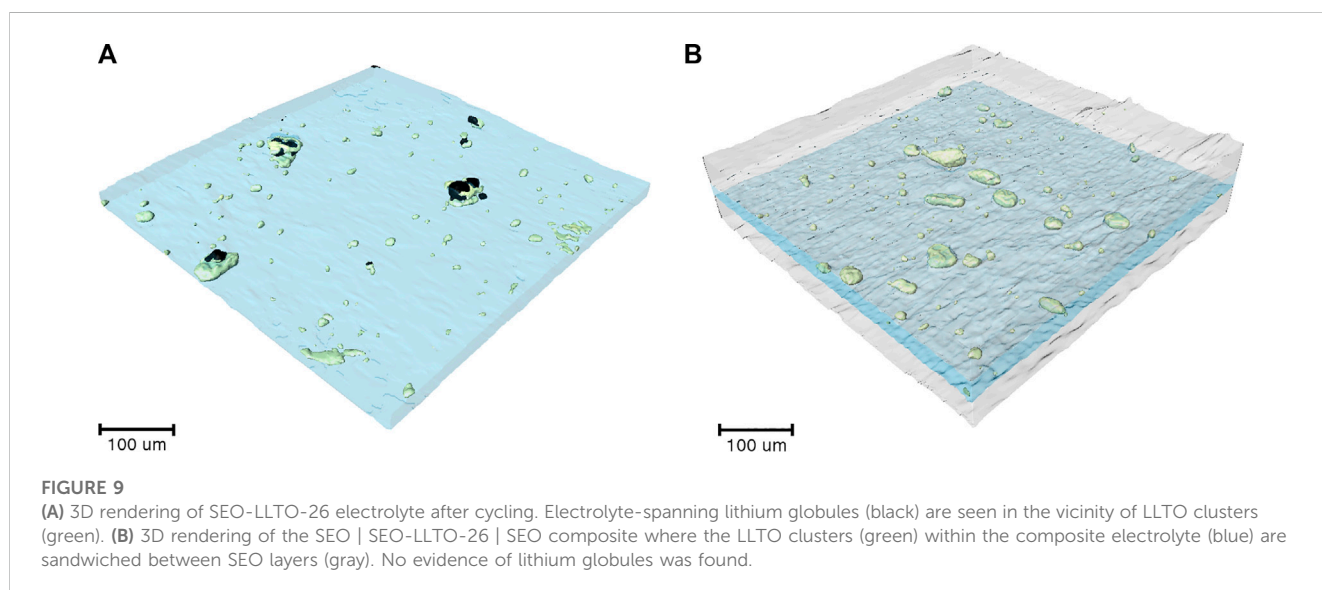 A
B
100 um
100 um
FIGURE 9
(A) 3D rendering of SEO-LLTO-26 electrolyte after cycling. Electrolyte-spanning lithium globules (black) are seen in the vicinity of LLTO clusters
(green). (B) 3D rendering of the SEO | SEO-LLTO-26 | SEO composite where the LLTO clusters (green) within the composite electrolyte (blue) are
sandwiched between SEO layers (gray). No evidence of lithium globules was found.